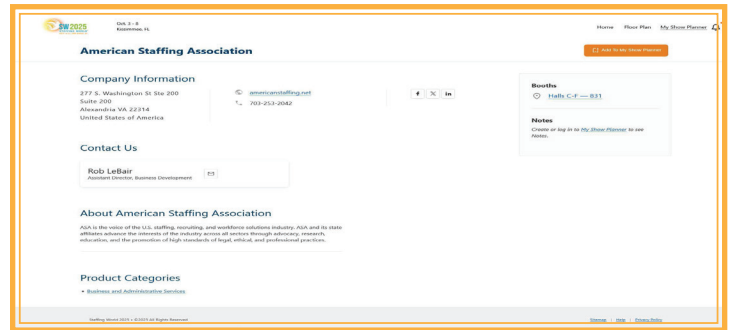 SW2025
Oct. 3 – 8
Kissimmee, FL
Home
Floor Plan
My Show Planner
American Staffing Association
Add To My Show Planner
Company Information
277 S. Washington St Ste 200
Suite 200
Alexandria VA 22314
United States of America
americanstaffing.net
703-253-2042
f X in
Booths
Halls C-F — 831
Notes
Create or log in to My Show Planner to see
Notes.
Contact Us
Rob LeBair
Assistant Director, Business Development
About American Staffing Association
ASA is the voice of the U.S. staffing, recruiting, and workforce solutions industry. ASA and its state
affiliates advance the interests of the industry across all sectors through advocacy, research,
education, and the promotion of high standards of legal, ethical, and professional practices.
Product Categories
• Business and Administrative Services
Staffing World 2025 • ©2025 All Rights Reserved
Sitemap | Help | Privacy Policy